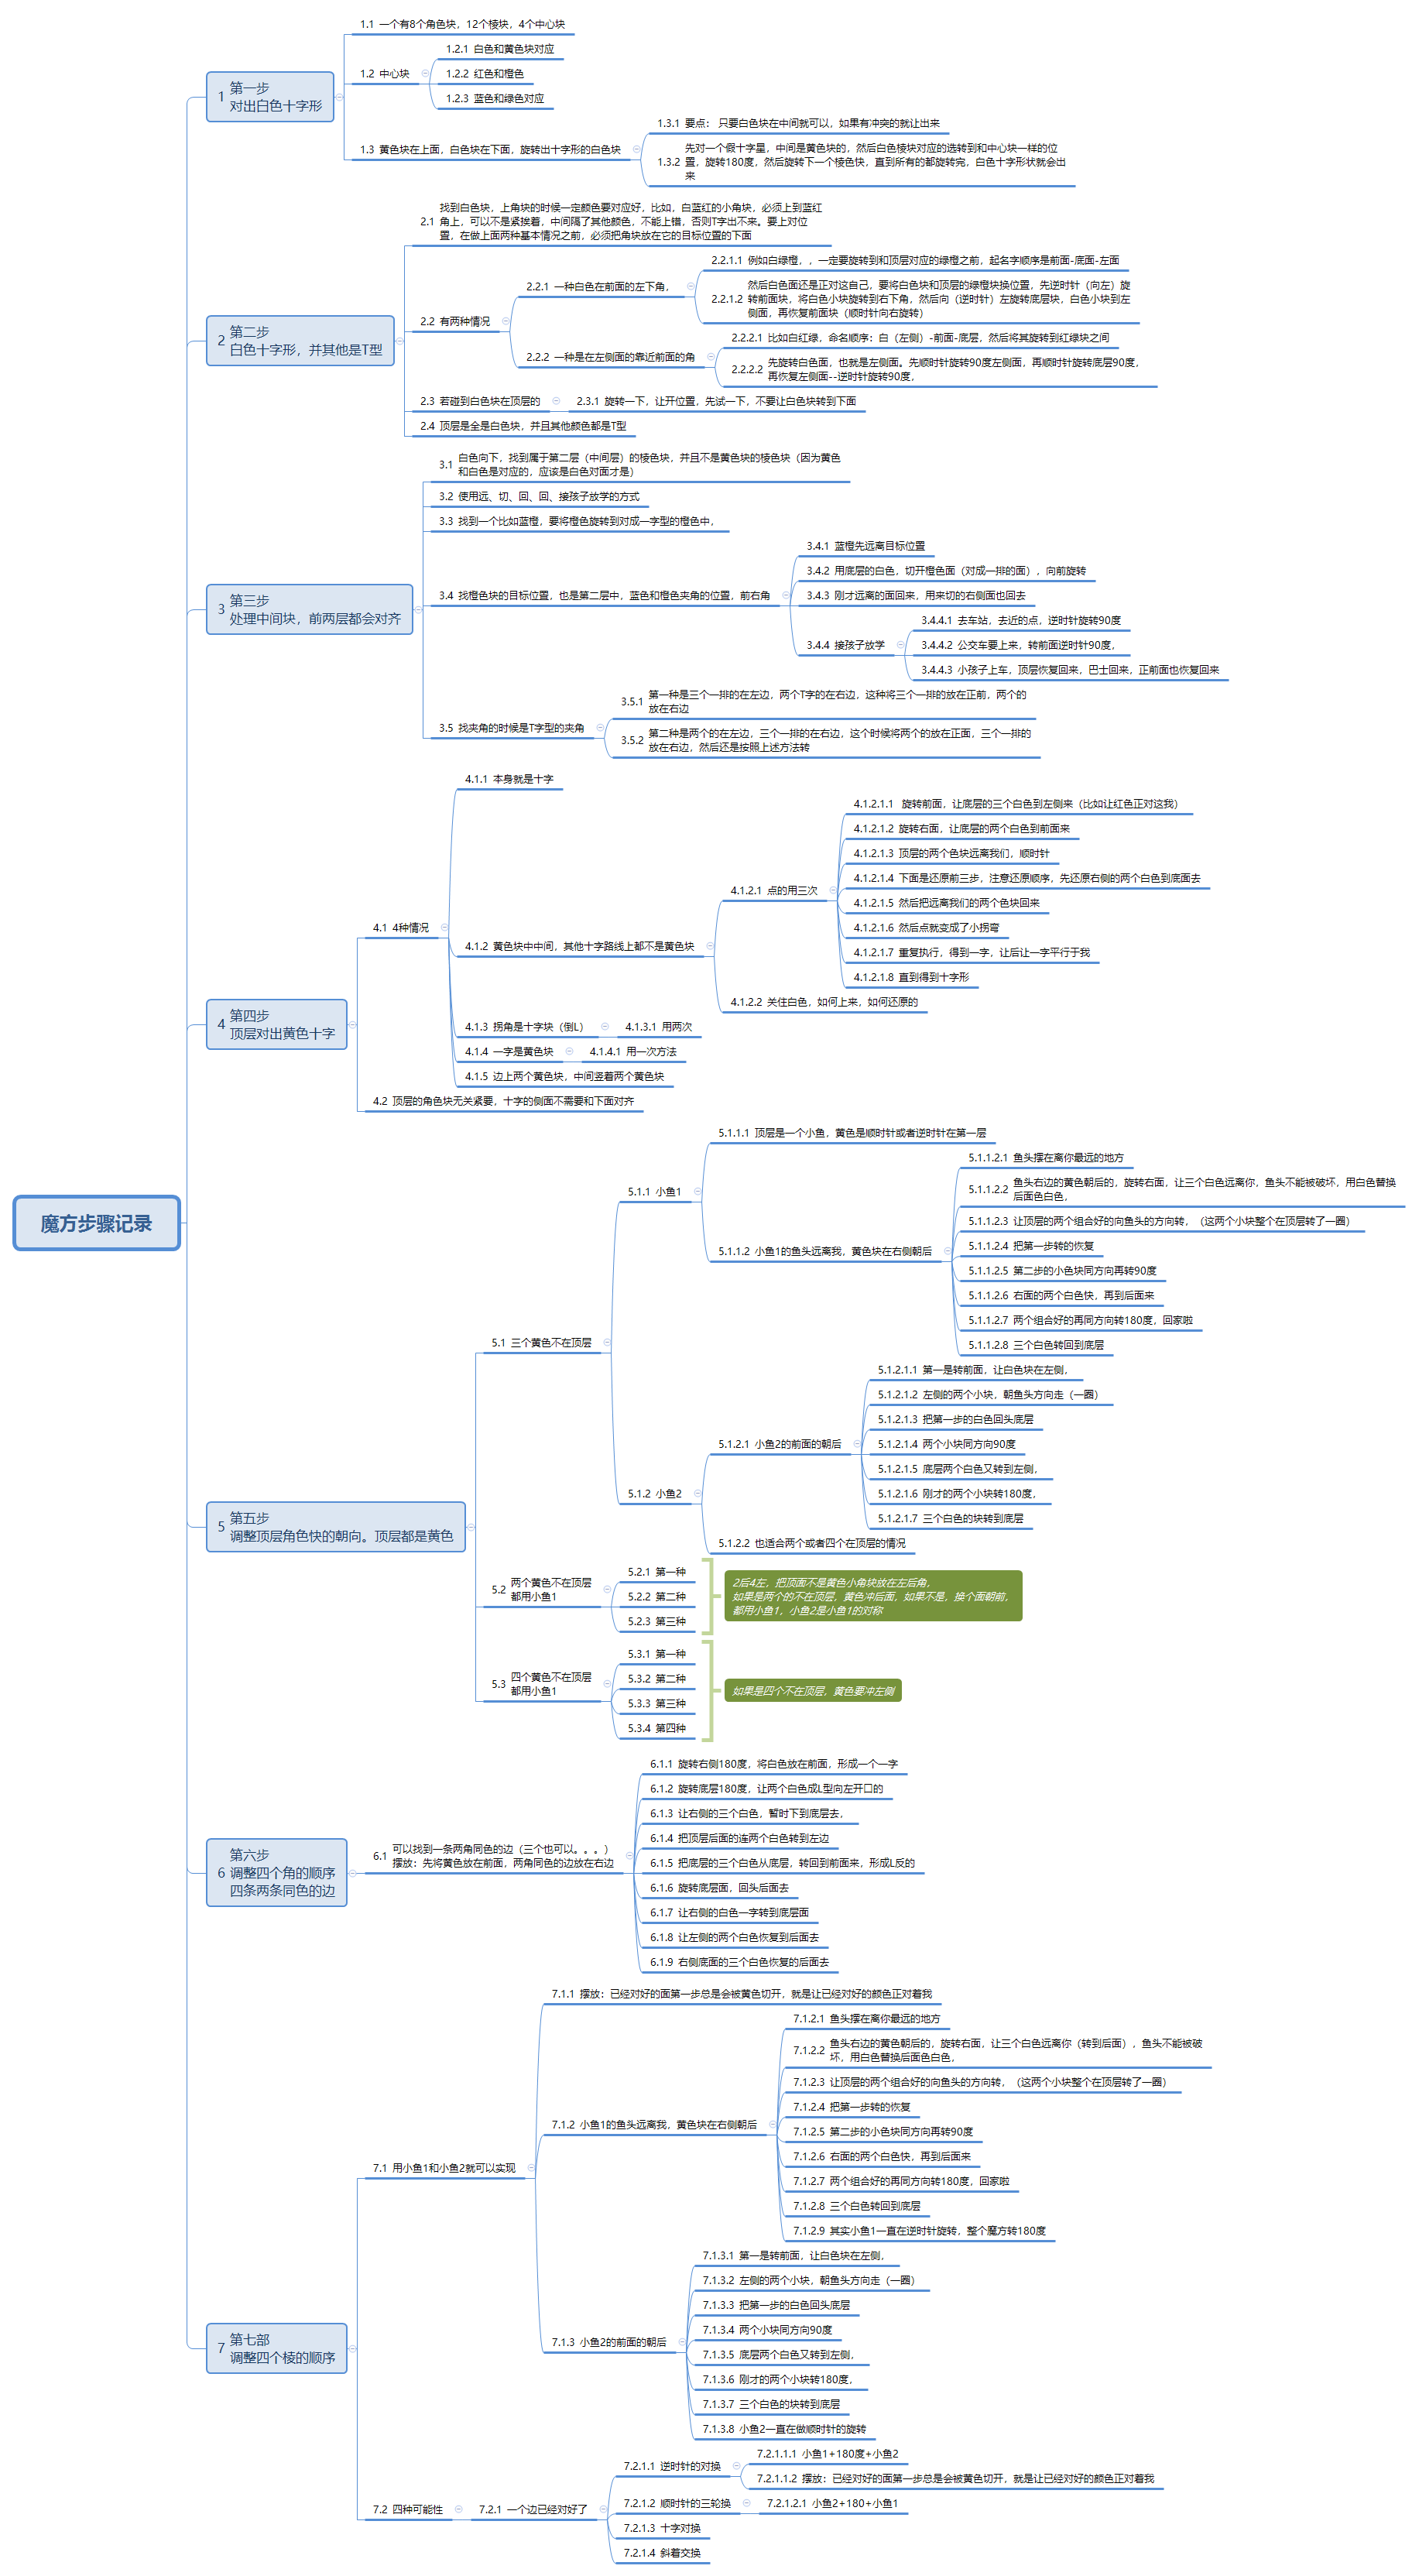 魔方步骤记录
1 第一步
对出白色十字形
1.1 一个有8个角色块，12个棱块，4个中心块
1.2 中心块
1.2.1 白色和黄色块对应
1.2.2 红色和橙色
1.2.3 蓝色和绿色对应
1.3 黄色块在上面，白色块在下面，旋转出十字形的白色块
1.3.1 要点： 只要白色块在中间就可以，如果有冲突的就让出来
1.3.2 先对一个假十字星，中间是黄色块的，然后白色棱块对应的选转到和中心块一样的位
置，旋转180度，然后旋转下一个棱色快，直到所有的都旋转完，白色十字形状就会出
来
2 第二步
白色十字形，并其他是T型
2.1 找到白色块，上角块的时候一定颜色要对应好，比如，白蓝红的小角块，必须上到蓝红
角上，可以不是紧挨着，中间隔了其他颜色，不能上错，否则T字出不来。要上对位
置，在做上面两种基本情况之前，必须把角块放在它的目标位置的下面
2.2 有两种情况
2.2.1 一种白色在前面的左下角，
2.2.1.1 例如白绿橙，，一定要旋转到和顶层对应的绿橙之前，起名字顺序是前面-底面-左面
2.2.1.2 然后白色面还是正对这自己，要将白色块和顶层的绿橙块换位置，先逆时针（向左）旋
转前面块，将白色小块旋转到右下角，然后向（逆时针）左旋转底层块，白色小块到左
侧面，再恢复前面块（顺时针向右旋转）
2.2.2 一种是在左侧面的靠近前面的角
2.2.2.1 比如白红绿，命名顺序：白（左侧）-前面-底层，然后将其旋转到红绿块之间
2.2.2.2 先旋转白色面，也就是左侧面。先顺时针旋转90度左侧面，再顺时针旋转底层90度，
再恢复左侧面--逆时针旋转90度，
2.3 若碰到白色块在顶层的
2.3.1 旋转一下，让开位置，先试一下，不要让白色块转到下面
2.4 顶层是全是白色块，并且其他颜色都是T型
3 第三步
处理中间块，前两层都会对齐
3.1 白色向下，找到属于第二层（中间层）的棱色块，并且不是黄色块的棱色块（因为黄色
和白色是对应的，应该是白色对面才是）
3.2 使用远、切、回、回、接孩子放学的方式
3.3 找到一个比如蓝橙，要将橙色旋转到对成一字型的橙色中，
3.4 找橙色块的目标位置，也是第二层中，蓝色和橙色夹角的位置，前右角
3.4.1 蓝橙先远离目标位置
3.4.2 用底层的白色，切开橙色面（对成一排的面），向前旋转
3.4.3 刚才远离的面回来，用来切的右侧面也回去
3.4.4 接孩子放学
3.4.4.1 去车站，去近的点，逆时针旋转90度
3.4.4.2 公交车要上来，转前面逆时针90度，
3.4.4.3 小孩子上车，顶层恢复回来，巴士回来，正前面也恢复回来
3.5 找夹角的时候是T字型的夹角
3.5.1 第一种是三个一排的在左边，两个T字的在右边，这种将三个一排的放在正前，两个的
放在右边
3.5.2 第二种是两个的在左边，三个一排的在右边，这个时候将两个的放在正面，三个一排的
放在右边，然后还是按照上述方法转
4 第四步
顶层对出黄色十字
4.1 4种情况
4.1.1 本身就是十字
4.1.2 黄色块中中间，其他十字路线上都不是黄色块
4.1.2.1 点的用三次
4.1.2.1.1 旋转前面，让底层的三个白色到左侧来（比如让红色正对这我）
4.1.2.1.2 旋转右面，让底层的两个白色到前面来
4.1.2.1.3 顶层的两个色块远离我们，顺时针
4.1.2.1.4 下面是还原前三步，注意还原顺序，先还原右侧的两个白色到底面去
4.1.2.1.5 然后把远离我们的两个色块回来
4.1.2.1.6 然后点就变成了小拐弯
4.1.2.1.7 重复执行，得到一字，让后让一字平行于我
4.1.2.1.8 直到得到十字形
4.1.2.2 关住白色，如何上来，如何还原的
4.1.3 拐角是十字块（倒L）
4.1.3.1 用两次
4.1.4 一字是黄色块
4.1.4.1 用一次方法
4.1.5 边上两个黄色块，中间竖着两个黄色块
4.2 顶层的角色块无关紧要，十字的侧面不需要和下面对齐
5 第五步
调整顶层角色快的朝向。顶层都是黄色
5.1 三个黄色不在顶层
5.1.1 小鱼1
5.1.1.1 顶层是一个小鱼，黄色是顺时针或者逆时针在第一层
5.1.1.2 小鱼1的鱼头远离我，黄色块在右侧朝后
5.1.1.2.1 鱼头摆在离你最远的地方
5.1.1.2.2 鱼头右边的黄色朝后的，旋转右面，让三个白色远离你，鱼头不能被破坏，用白色替换
后面色白色，
5.1.1.2.3 让顶层的两个组合好的向鱼头的方向转，（这两个小块整个在顶层转了一圈）
5.1.1.2.4 把第一步转的恢复
5.1.1.2.5 第二步的小色块同方向再转90度
5.1.1.2.6 右面的两个白色快，再到后面来
5.1.1.2.7 两个组合好的再同方向转180度，回家啦
5.1.1.2.8 三个白色转回到底层
5.1.2 小鱼2
5.1.2.1 小鱼2的前面的朝后
5.1.2.1.1 第一是转前面，让白色块在左侧，
5.1.2.1.2 左侧的两个小块，朝鱼头方向走（一圈）
5.1.2.1.3 把第一步的白色回头底层
5.1.2.1.4 两个小块同方向90度
5.1.2.1.5 底层两个白色又转到左侧，
5.1.2.1.6 刚才的两个小块转180度，
5.1.2.1.7 三个白色的块转到底层
5.1.2.2 也适合两个或者四个在顶层的情况
5.2 两个黄色不在顶层
都用小鱼1
5.2.1 第一种
5.2.2 第二种
5.2.3 第三种
2后4左，把顶面不是黄色小角块放在左后角，
如果是两个的不在顶层，黄色冲后面，如果不是，换个面朝前，
都用小鱼1，小鱼2是小鱼1的对称
5.3 四个黄色不在顶层
都用小鱼1
5.3.1 第一种
5.3.2 第二种
5.3.3 第三种
5.3.4 第四种
如果是四个不在顶层，黄色要冲左侧
6 第六步
调整四个角的顺序
四条两条同色的边
6.1 可以找到一条两角同色的边（三个也可以。。。）
摆放：先将黄色放在前面，两角同色的边放在右边
6.1.1 旋转右侧180度，将白色放在前面，形成一个一字
6.1.2 旋转底层180度，让两个白色成L型向左开口的
6.1.3 让右侧的三个白色，暂时下到底层去，
6.1.4 把顶层后面的连两个白色转到左边
6.1.5 把底层的三个白色从底层，转回到前面来，形成L反的
6.1.6 旋转底层面，回头后面去
6.1.7 让右侧的白色一字转到底层面
6.1.8 让左侧的两个白色恢复到后面去
6.1.9 右侧底面的三个白色恢复的后面去
7 第七部
调整四个棱的顺序
7.1 用小鱼1和小鱼2就可以实现
7.1.1 摆放：已经对好的面第一步总是会被黄色切开，就是让已经对好的颜色正对着我
7.1.2 小鱼1的鱼头远离我，黄色块在右侧朝后
7.1.2.1 鱼头摆在离你最远的地方
7.1.2.2 鱼头右边的黄色朝后的，旋转右面，让三个白色远离你（转到后面），鱼头不能被破
坏，用白色替换后面色白色，
7.1.2.3 让顶层的两个组合好的向鱼头的方向转，（这两个小块整个在顶层转了一圈）
7.1.2.4 把第一步转的恢复
7.1.2.5 第二步的小色块同方向再转90度
7.1.2.6 右面的两个白色快，再到后面来
7.1.2.7 两个组合好的再同方向转180度，回家啦
7.1.2.8 三个白色转回到底层
7.1.2.9 其实小鱼1一直在逆时针旋转，整个魔方转180度
7.1.3 小鱼2的前面的朝后
7.1.3.1 第一是转前面，让白色块在左侧，
7.1.3.2 左侧的两个小块，朝鱼头方向走（一圈）
7.1.3.3 把第一步的白色回头底层
7.1.3.4 两个小块同方向90度
7.1.3.5 底层两个白色又转到左侧，
7.1.3.6 刚才的两个小块转180度，
7.1.3.7 三个白色的块转到底层
7.1.3.8 小鱼2一直在做顺时针的旋转
7.2 四种可能性
7.2.1 一个边已经对好了
7.2.1.1 逆时针的对换
7.2.1.1.1 小鱼1+180度+小鱼2
7.2.1.1.2 摆放：已经对好的面第一步总是会被黄色切开，就是让已经对好的颜色正对着我
7.2.1.2 顺时针的三轮换
7.2.1.2.1 小鱼2+180+小鱼1
7.2.1.3 十字对换
7.2.1.4 斜着交换